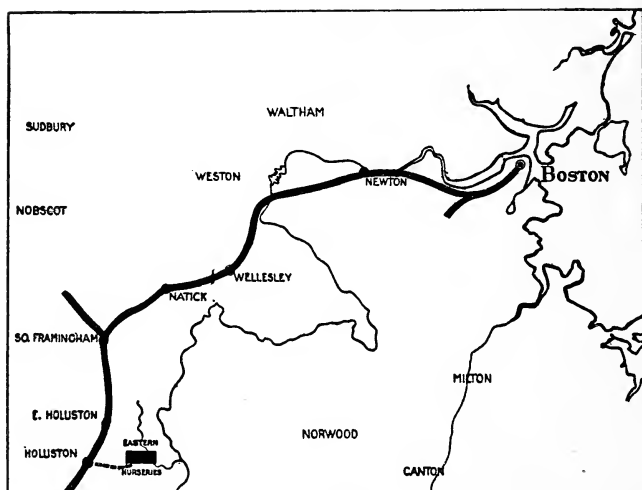 WALTHAM
SUDBURY
BOSTON
WESTON
NEWTON
NOBSCOT
WELLESLEY
NATICK
SO. FRAMINGHAM
MILTON
E. HOLLISTON
NORWOOD
EASTERN
HOLLISTON
CANTON
NURSERIES